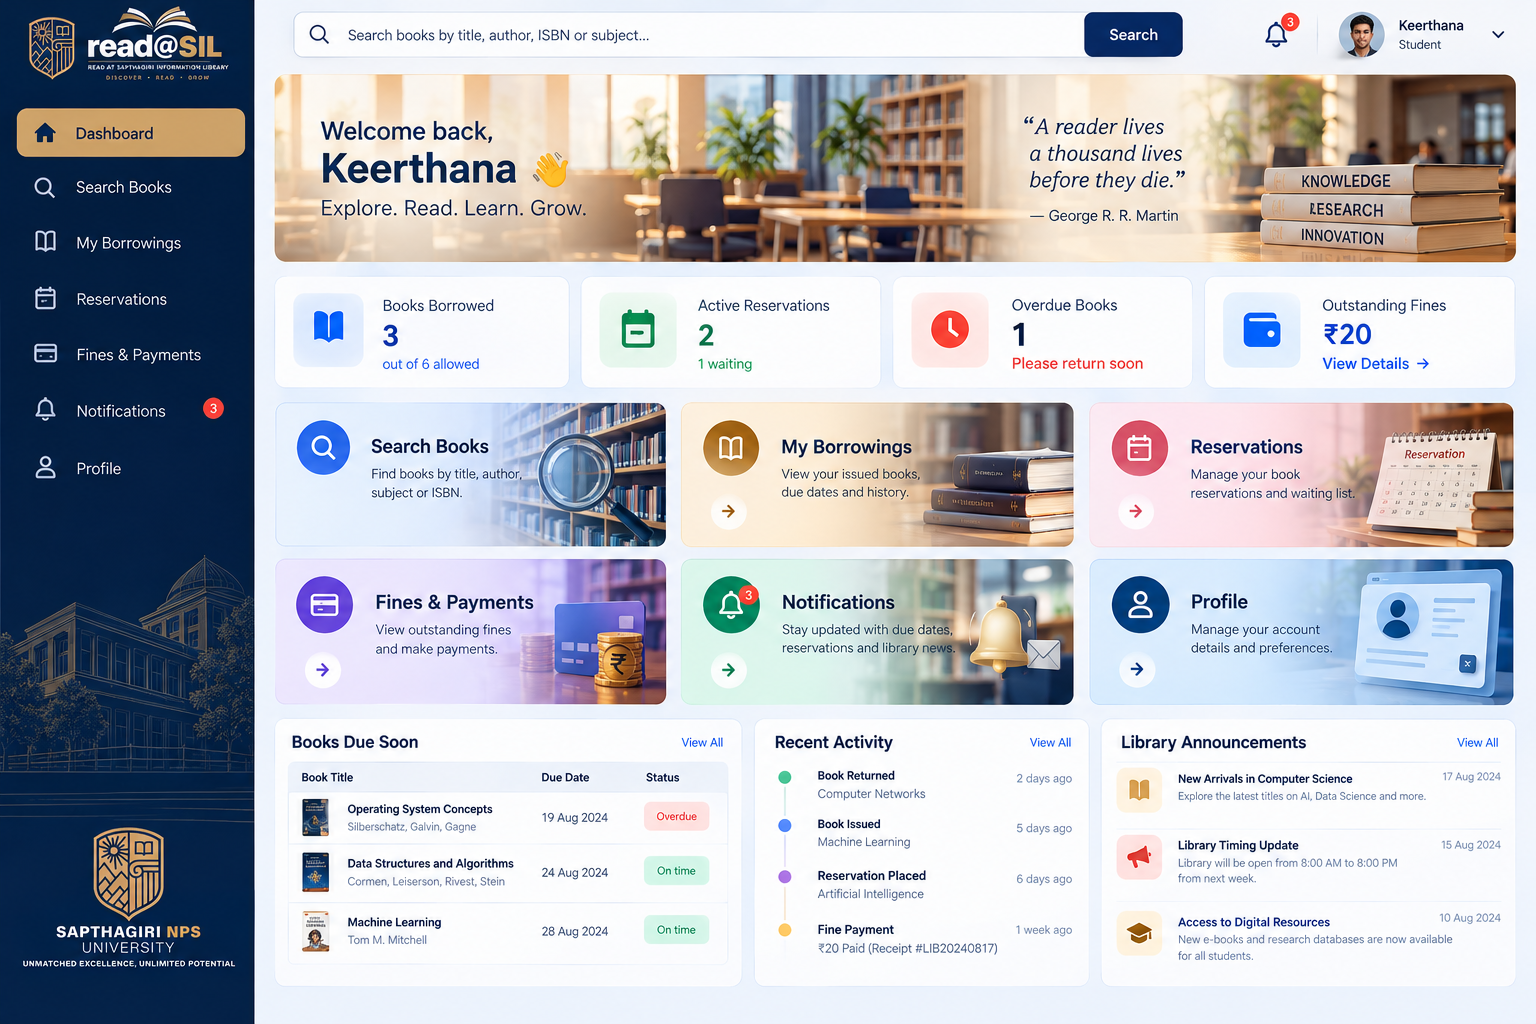 read@SIL
READ AT SAPTHAGIRI INFORMATION LIBRARY
DISCOVER • READ • GROW
Dashboard
Search Books
My Borrowings
Reservations
Fines & Payments
Notifications
3
Profile
SAPTHAGIRI NPS
UNIVERSITY
UNMATCHED EXCELLENCE, UNLIMITED POTENTIAL
Search books by title, author, ISBN or subject...
Search
3
Keerthana
Student
Welcome back,
Keerthana 👋
Explore. Read. Learn. Grow.
“A reader lives
a thousand lives
before they die.”
— George R. R. Martin
KNOWLEDGE
RESEARCH
INNOVATION
Books Borrowed
3
out of 6 allowed
Active Reservations
2
1 waiting
Overdue Books
1
Please return soon
Outstanding Fines
₹20
View Details →
Search Books
Find books by title, author,
subject or ISBN.
My Borrowings
View your issued books,
due dates and history.
Reservations
Manage your book
reservations and waiting list.
Reservation
Fines & Payments
View outstanding fines
and make payments.
₹
3
Notifications
Stay updated with due dates,
reservations and library news.
Profile
Manage your account
details and preferences.
Books Due Soon
View All
Book Title Due Date Status
Operating System Concepts
Silberschatz, Galvin, Gagne
19 Aug 2024
Overdue
Data Structures and Algorithms
Cormen, Leiserson, Rivest, Stein
24 Aug 2024
On time
Machine Learning
Tom M. Mitchell
28 Aug 2024
On time
Recent Activity
View All
Book Returned
Computer Networks
2 days ago
Book Issued
Machine Learning
5 days ago
Reservation Placed
Artificial Intelligence
6 days ago
Fine Payment
₹20 Paid (Receipt #LIB20240817)
1 week ago
Library Announcements
View All
New Arrivals in Computer Science
17 Aug 2024
Explore the latest titles on AI, Data Science and more.
Library Timing Update
15 Aug 2024
Library will be open from 8:00 AM to 8:00 PM
from next week.
Access to Digital Resources
10 Aug 2024
New e-books and research databases are now available
for all students.